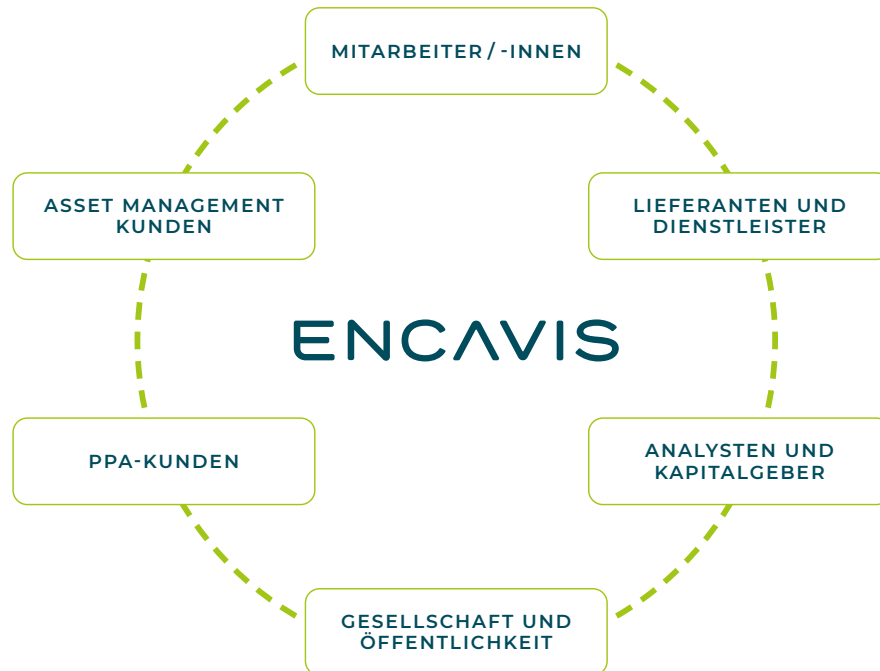 MITARBEITER / -INNEN
ASSET MANAGEMENT
KUNDEN
LIEFERANTEN UND
DIENSTLEISTER
ENCAVIS
PPA-KUNDEN
ANALYSTEN UND
KAPITALGEBER
GESELLSCHAFT UND
ÖFFENTLICHKEIT